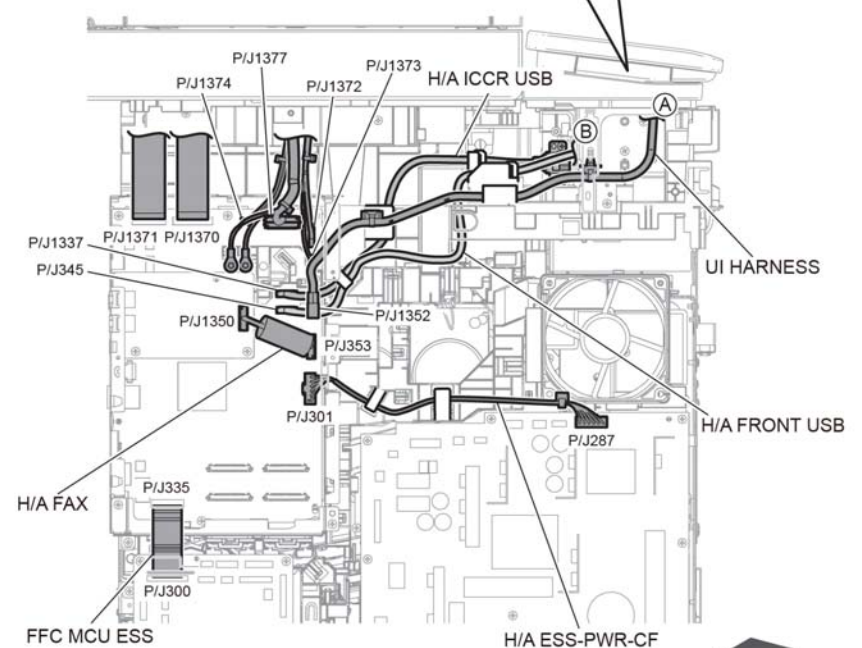 P/J1377
P/J1373
P/J1374
P/J1372
H/A ICCR USB
A
B
P/J1371
P/J1370
P/J1337
UI HARNESS
P/J345
P/J1352
P/J1350
P/J353
P/J301
H/A FRONT USB
P/J287
P/J335
H/A FAX
P/J300
FFC MCU ESS
H/A ESS-PWR-CF